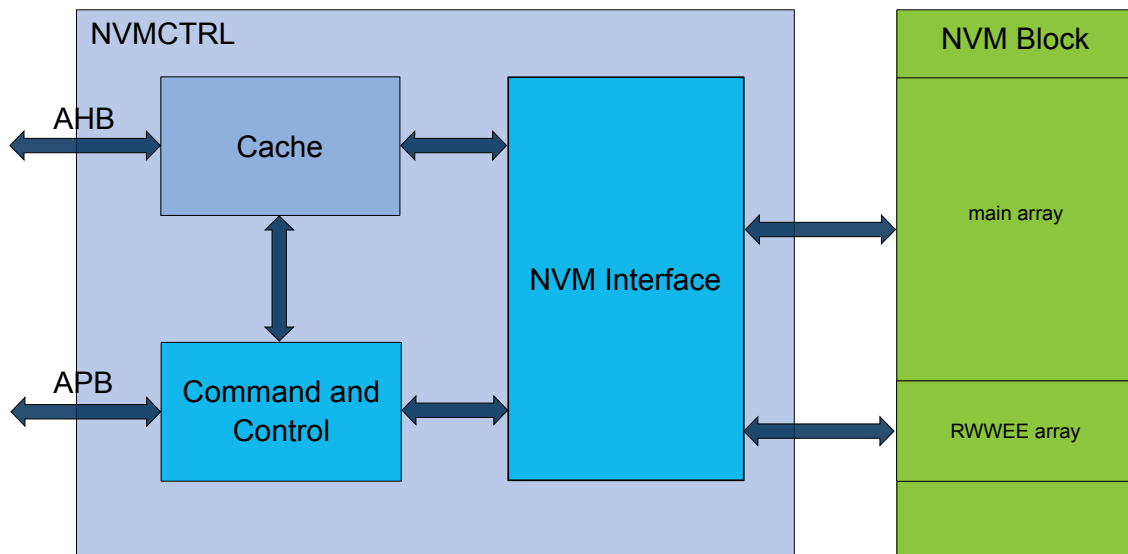 NVMCTRL
NVM Block
AHB
Cache
main array
NVM Interface
APB
Command and
Control
RWWEE array